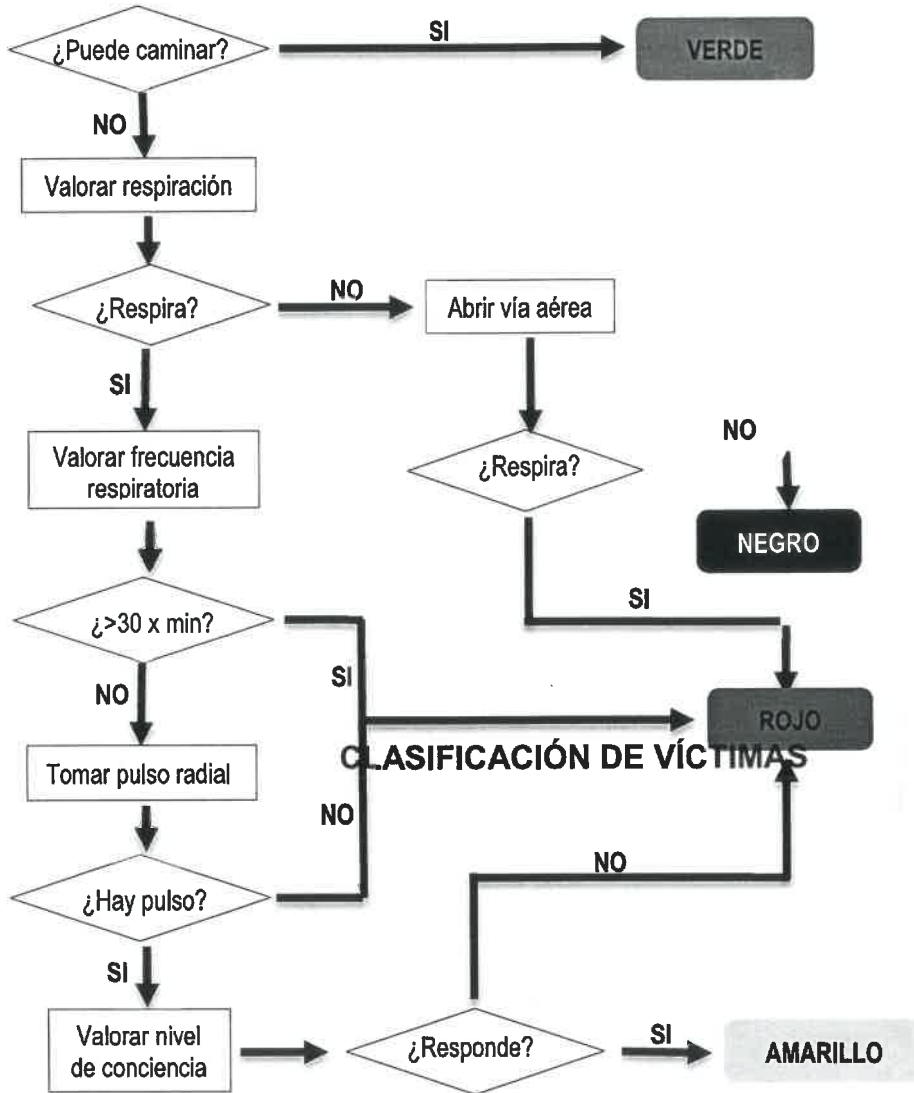 ¿Puede caminar?
SI
VERDE
NO
Valorar respiración
¿Respira?
NO
Abrir vía aérea
SI
Valorar frecuencia
respiratoria
¿Respira?
NO
NEGRO
¿>30 x min?
SI
SI
NO
ROJO
CLASIFICACIÓN DE VÍCTIMAS
Tomar pulso radial
NO
¿Hay pulso?
NO
SI
Valorar nivel
de conciencia
¿Responde?
SI
AMARILLO